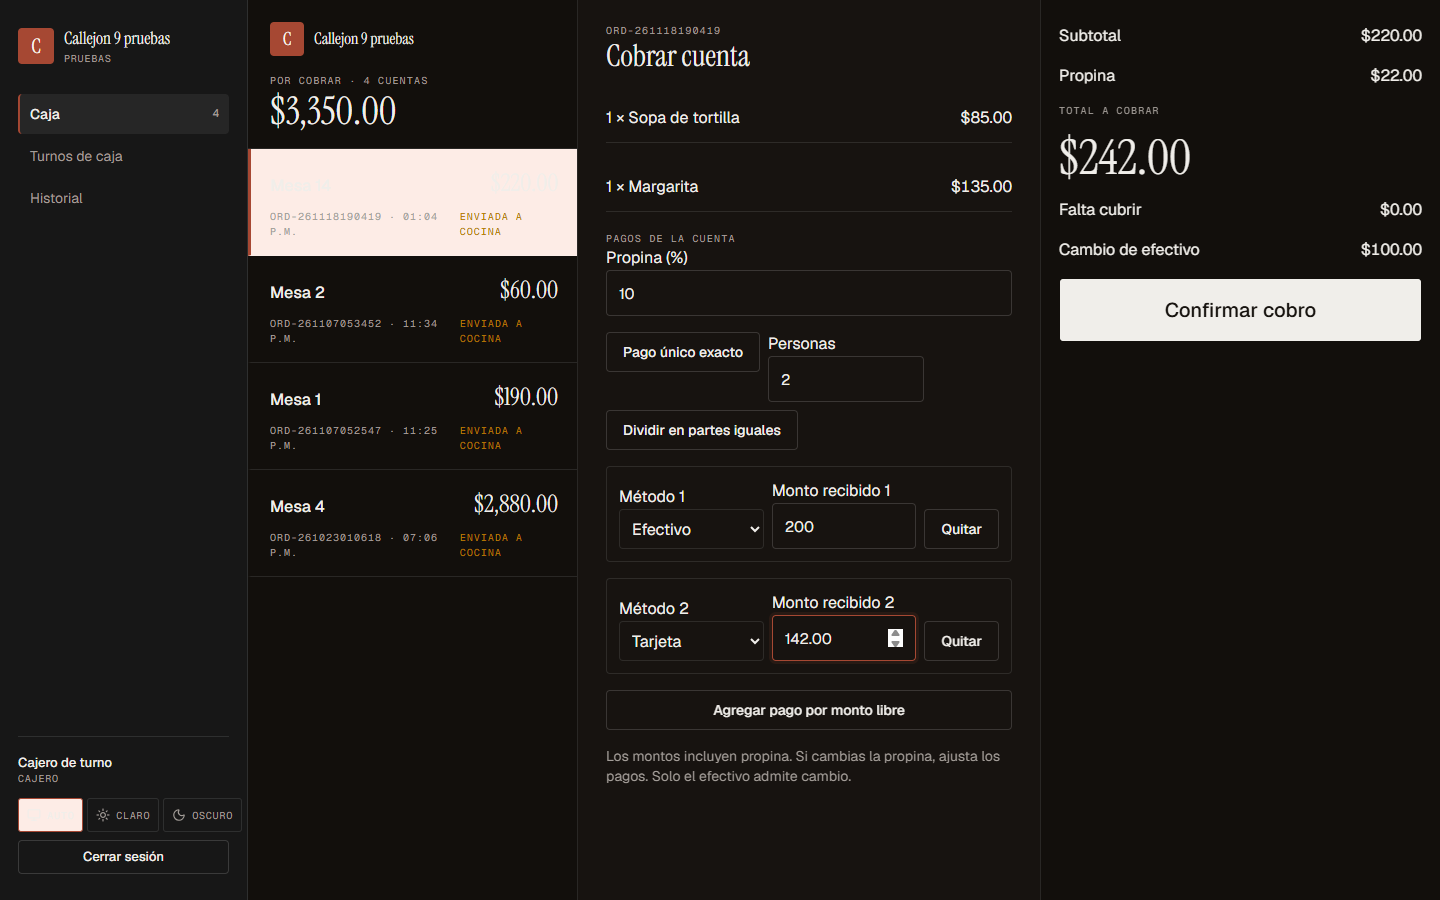 C
Callejon 9 pruebas
PRUEBAS
Caja
4
Turnos de caja
Historial
Cajero de turno
CAJERO
CLARO
OSCURO
Cerrar sesión
C
Callejon 9 pruebas
POR COBRAR · 4 CUENTAS
$3,350.00
ORD-261118190419 · 01:04 P.M.
ENVIADA A COCINA
Mesa 2
$60.00
ORD-261107053452 · 11:34 P.M.
ENVIADA A COCINA
Mesa 1
$190.00
ORD-261107052547 · 11:25 P.M.
ENVIADA A COCINA
Mesa 4
$2,880.00
ORD-261023010618 · 07:06 P.M.
ENVIADA A COCINA
ORD-261118190419
Cobrar cuenta
1 × Sopa de tortilla
$85.00
1 × Margarita
$135.00
PAGOS DE LA CUENTA
Propina (%)
10
Pago único exacto
Personas
2
Dividir en partes iguales
Método 1
Efectivo
Monto recibido 1
200
Quitar
Método 2
Tarjeta
Monto recibido 2
142.00
Quitar
Agregar pago por monto libre
Los montos incluyen propina. Si cambias la propina, ajusta los
pagos. Solo el efectivo admite cambio.
Subtotal
$220.00
Propina
$22.00
TOTAL A COBRAR
$242.00
Falta cubrir
$0.00
Cambio de efectivo
$100.00
Confirmar cobro